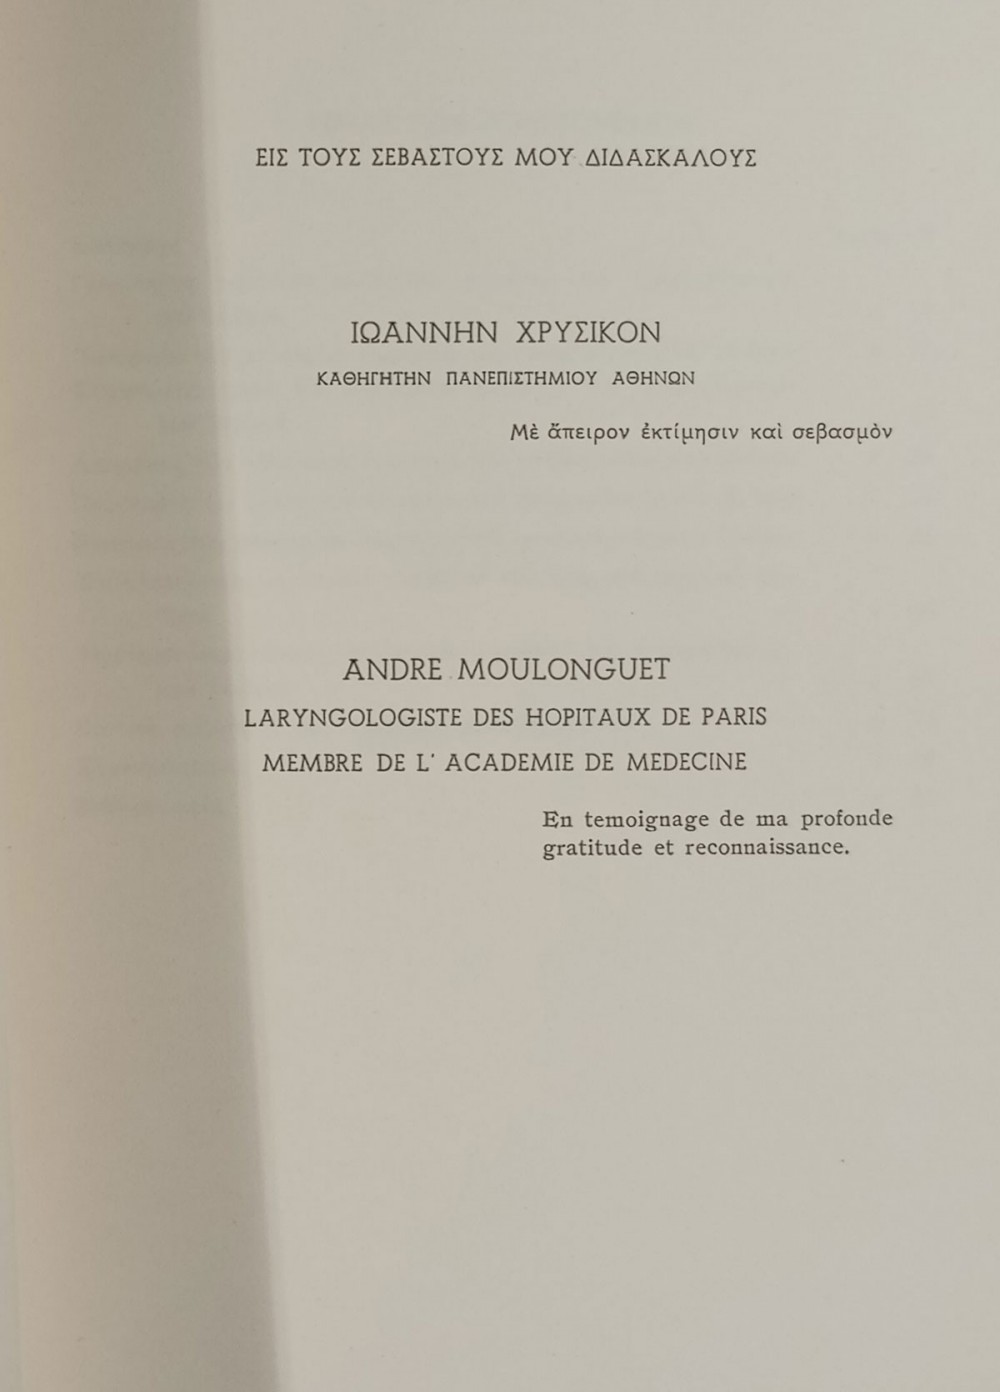 ΕΙΣ ΤΟΥΣ ΣΕΒΑΣΤΟΥΣ ΜΟΥ ΔΙΔΑΣΚΑΛΟΥΣ
ΙΩΑΝΝΗΝ ΧΡΥΣΙΚΟΝ
ΚΑΘΗΓΗΤΗΝ ΠΑΝΕΠΙΣΤΗΜΙΟΥ ΑΘΗΝΩΝ
Μὲ ἄπειρον ἐκτίμησιν καὶ σεβασμὸν
ANDRE MOULONGUET
LARYNGOLOGISTE DES HOPITAUX DE PARIS
MEMBRE DE L' ACADEMIE DE MEDECINE
En temoignage de ma profonde
gratitude et reconnaissance.